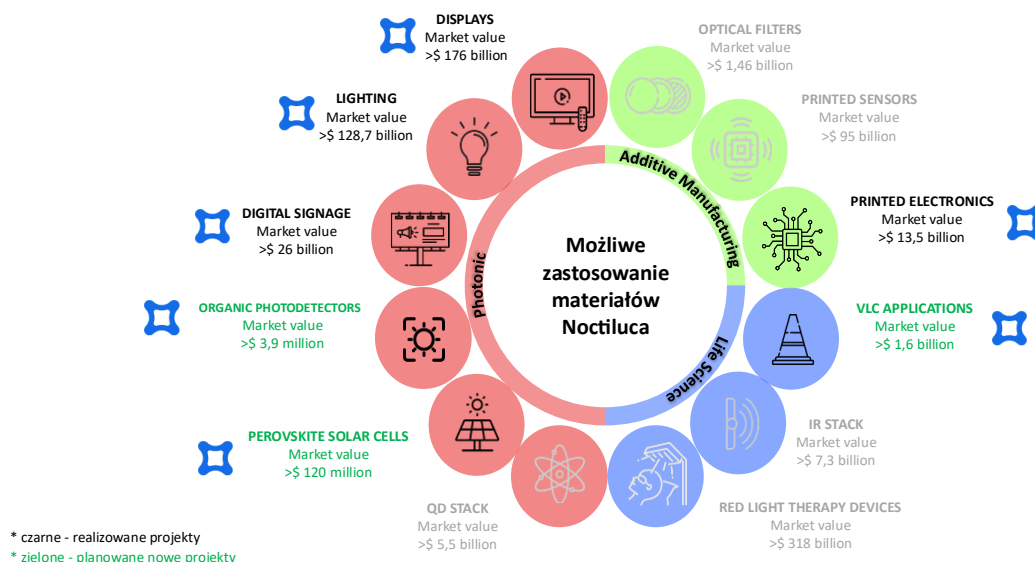 DISPLAYS
Market value
>$ 176 billion
OPTICAL FILTERS
Market value
>$ 1,46 billion
LIGHTING
Market value
>$ 128,7 billion
PRINTED SENSORS
Market value
>$ 95 billion
DIGITAL SIGNAGE
Market value
>$ 26 billion
PRINTED ELECTRONICS
Market value
>$ 13,5 billion
ORGANIC PHOTODETECTORS
Market value
>$ 3,9 million
VLC APPLICATIONS
Market value
>$ 1,6 billion
PEROVSKITE SOLAR CELLS
Market value
>$ 120 million
IR STACK
Market value
>$ 7,3 billion
QD STACK
Market value
>$ 5,5 billion
RED LIGHT THERAPY DEVICES
Market value
>$ 318 billion
Photonic
Additive Manufacturing
Life Science
Możliwe
zastosowanie
materiałów
Noctiluca
* czarne - realizowane projekty
* zielone - planowane nowe projekty